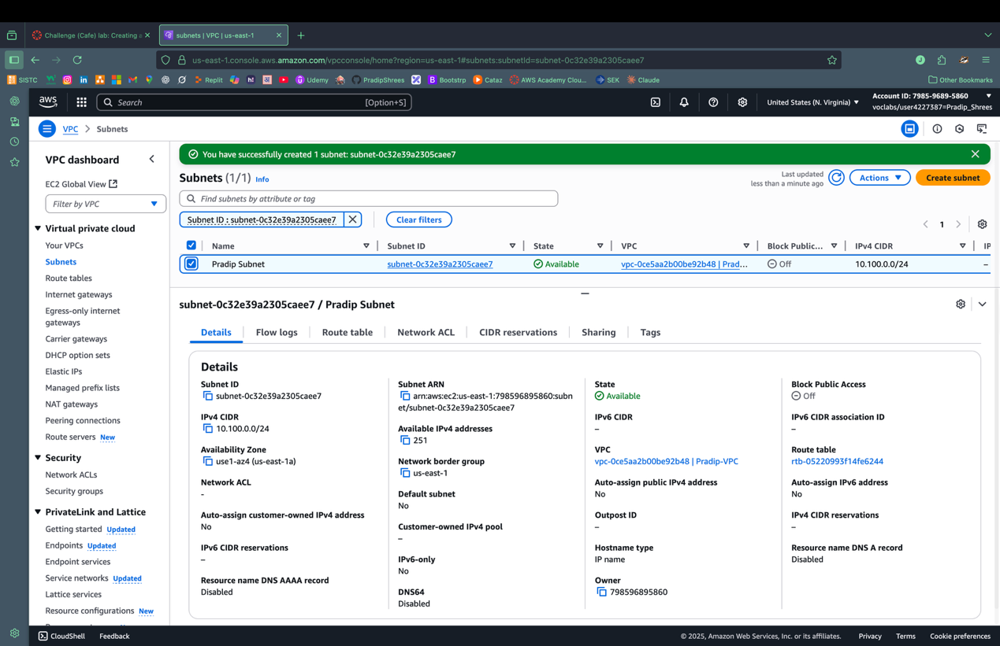 Challenge (Cafe) lab: Creating a
subnets | VPC | us-east-1
us-east-1.console.aws.amazon.com/vpcconsole/home?region=us-east-1#subnets:subnetId=subnet-0c32e39a2305caee7
SISTC
Replit
h!
Udemy
PradipShrees
Bootstrp
Cataz
AWS Academy Clou...
SEK
Claude
Other Bookmarks
aws
Search
[Option+S]
United States (N. Virginia)
Account ID: 7985-9689-5860
voclabs/user4227387=Pradip_Shrees
VPC
Subnets
VPC dashboard
EC2 Global View
Filter by VPC
Virtual private cloud
Your VPCs
Subnets
Route tables
Internet gateways
Egress-only internet
gateways
Carrier gateways
DHCP option sets
Elastic IPs
Managed prefix lists
NAT gateways
Peering connections
Route servers New
Security
Network ACLs
Security groups
PrivateLink and Lattice
Getting started Updated
Endpoints Updated
Endpoint services
Service networks Updated
Lattice services
Resource configurations New
You have successfully created 1 subnet: subnet-0c32e39a2305caee7
Subnets (1/1) Info
Last updated
less than a minute ago
Actions
Create subnet
Find subnets by attribute or tag
Subnet ID : subnet-0c32e39a2305caee7
Clear filters
1
Name
Subnet ID
State
VPC
Block Public...
IPv4 CIDR
IP
Pradip Subnet
subnet-0c32e39a2305caee7
Available
vpc-0ce5aa2b00be92b48 | Prad...
Off
10.100.0.0/24
–
subnet-0c32e39a2305caee7 / Pradip Subnet
Details
Flow logs
Route table
Network ACL
CIDR reservations
Sharing
Tags
Details
Subnet ID
subnet-0c32e39a2305caee7
IPv4 CIDR
10.100.0.0/24
Availability Zone
use1-az4 (us-east-1a)
Network ACL
-
Auto-assign customer-owned IPv4 address
No
IPv6 CIDR reservations
–
Resource name DNS AAAA record
Disabled
Subnet ARN
arn:aws:ec2:us-east-1:798596895860:subn
et/subnet-0c32e39a2305caee7
Available IPv4 addresses
251
Network border group
us-east-1
Default subnet
No
Customer-owned IPv4 pool
–
IPv6-only
No
DNS64
Disabled
State
Available
IPv6 CIDR
–
VPC
vpc-0ce5aa2b00be92b48 | Pradip-VPC
Auto-assign public IPv4 address
No
Outpost ID
–
Hostname type
IP name
Owner
798596895860
Block Public Access
Off
IPv6 CIDR association ID
–
Route table
rtb-05220993f14fe6244
Auto-assign IPv6 address
No
IPv4 CIDR reservations
–
Resource name DNS A record
Disabled
CloudShell
Feedback
© 2025, Amazon Web Services, Inc. or its affiliates.
Privacy
Terms
Cookie preferences